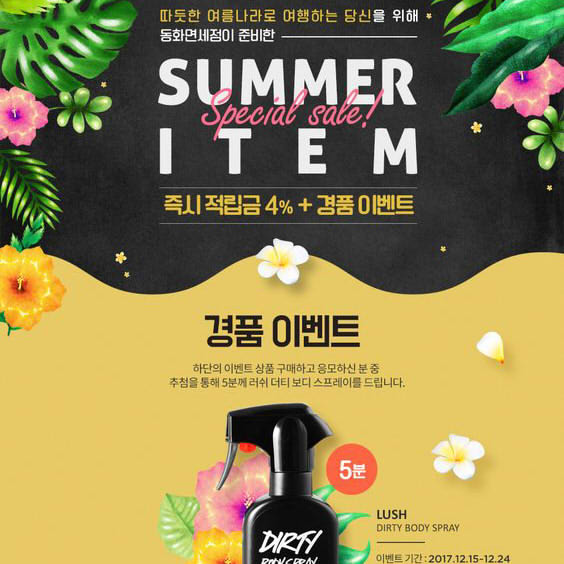 따듯한 여름나라로 여행하는 당신을 위해
동화면세점이 준비한
SUMMER
Special sale!
ITEM
즉시 적립금 4% + 경품 이벤트
경품 이벤트
하단의 이벤트 상품 구매하고 응모하신 분 중
추첨을 통해 5분께 러쉬 더티 보디 스프레이를 드립니다.
5분
LUSH
DIRTY BODY SPRAY
DIRTY
BODY SPRAY
이벤트 기간 : 2017.12.15-12.24